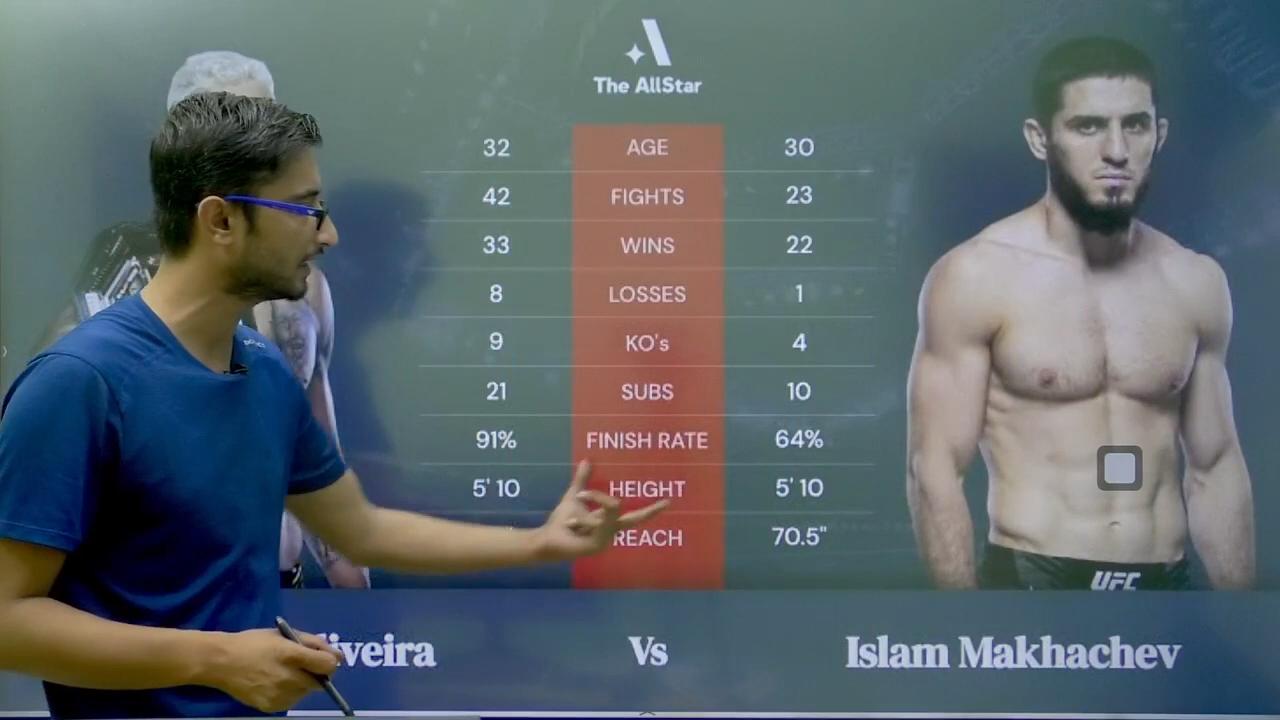 The AllStar
32 AGE 30
42 FIGHTS 23
33 WINS 22
8 LOSSES 1
9 KO's 4
21 SUBS 10
91% FINISH RATE 64%
5' 10 HEIGHT 5' 10
REACH 70.5"
UFC
liveira Vs Islam Makhachev